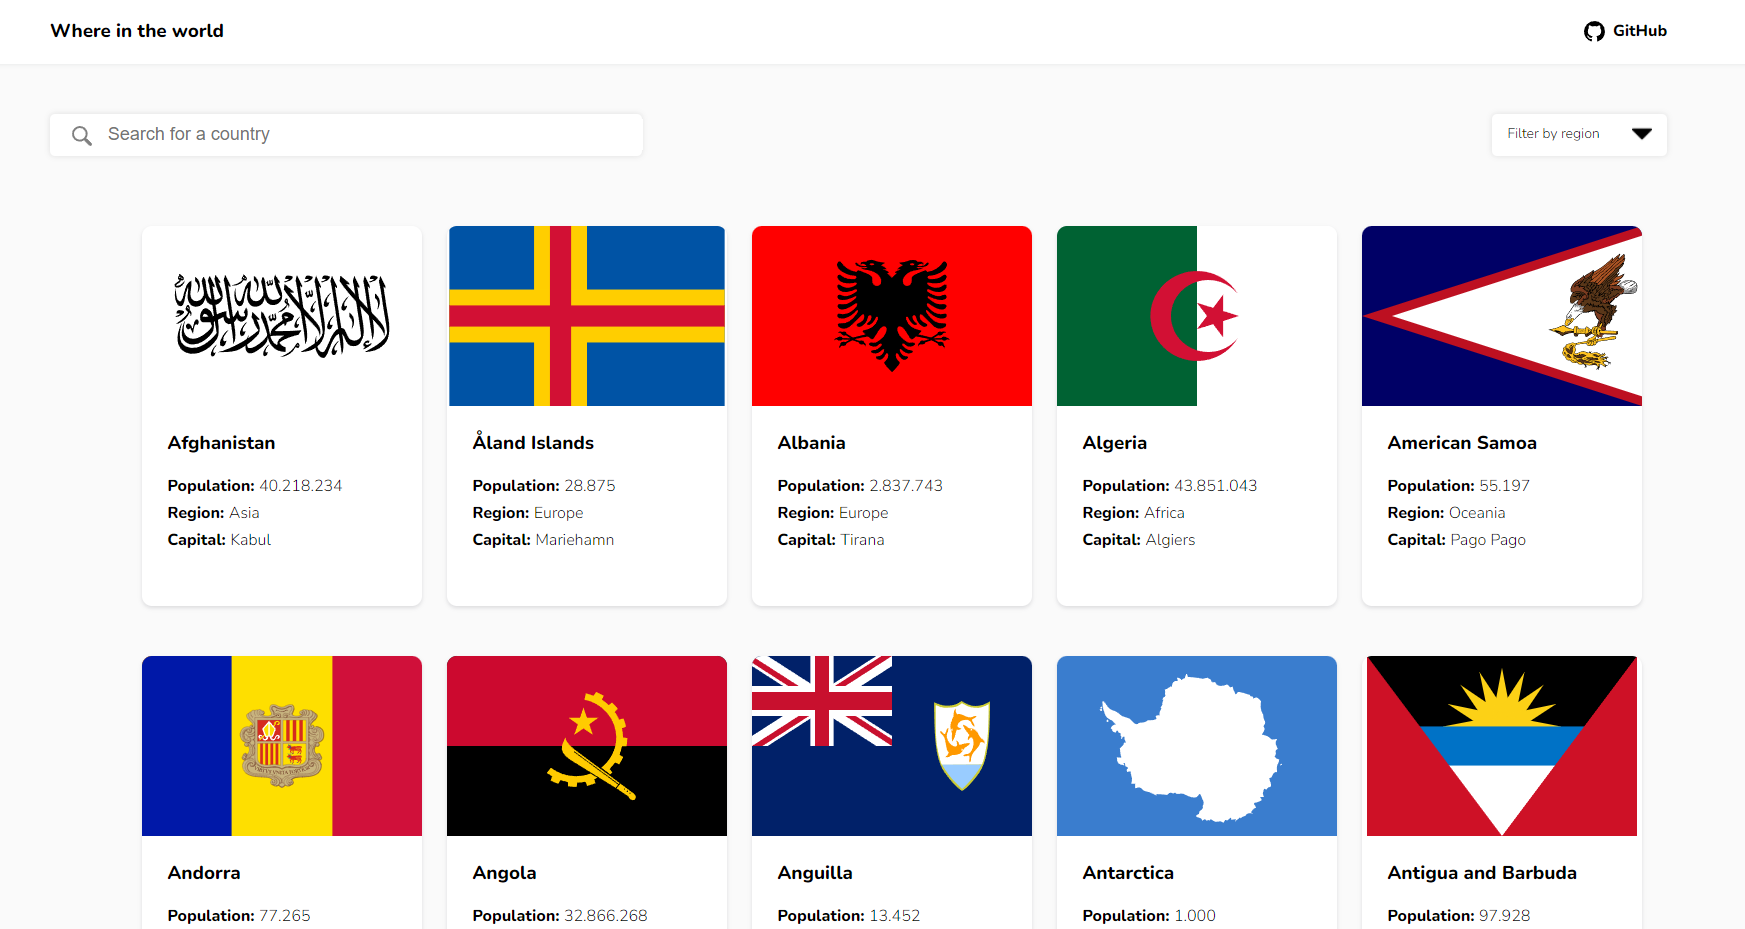 Where in the world
GitHub
Search for a country
Filter by region
لا إله إلا الله محمد رسول الله
Afghanistan
Population: 40.218.234
Region: Asia
Capital: Kabul
Åland Islands
Population: 28.875
Region: Europe
Capital: Mariehamn
Albania
Population: 2.837.743
Region: Europe
Capital: Tirana
Algeria
Population: 43.851.043
Region: Africa
Capital: Algiers
American Samoa
Population: 55.197
Region: Oceania
Capital: Pago Pago
Andorra
Population: 77.265
Angola
Population: 32.866.268
Anguilla
Population: 13.452
Antarctica
Population: 1.000
Antigua and Barbuda
Population: 97.928